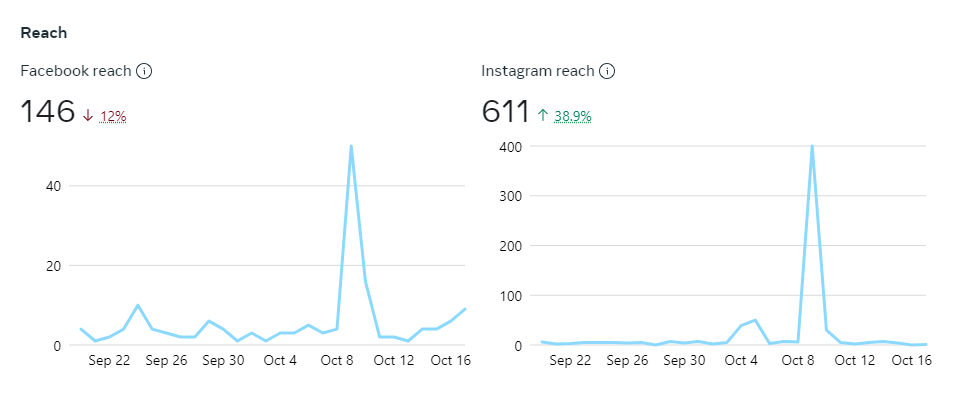 Reach
Facebook reach
146 ↓ 12%
40
20
0
Sep 22 Sep 26 Sep 30 Oct 4 Oct 8 Oct 12 Oct 16
Instagram reach
611 ↑ 38.9%
400
300
200
100
0
Sep 22 Sep 26 Sep 30 Oct 4 Oct 8 Oct 12 Oct 16